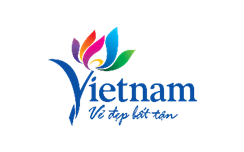 Vietnam
Vẻ đẹp bất tận